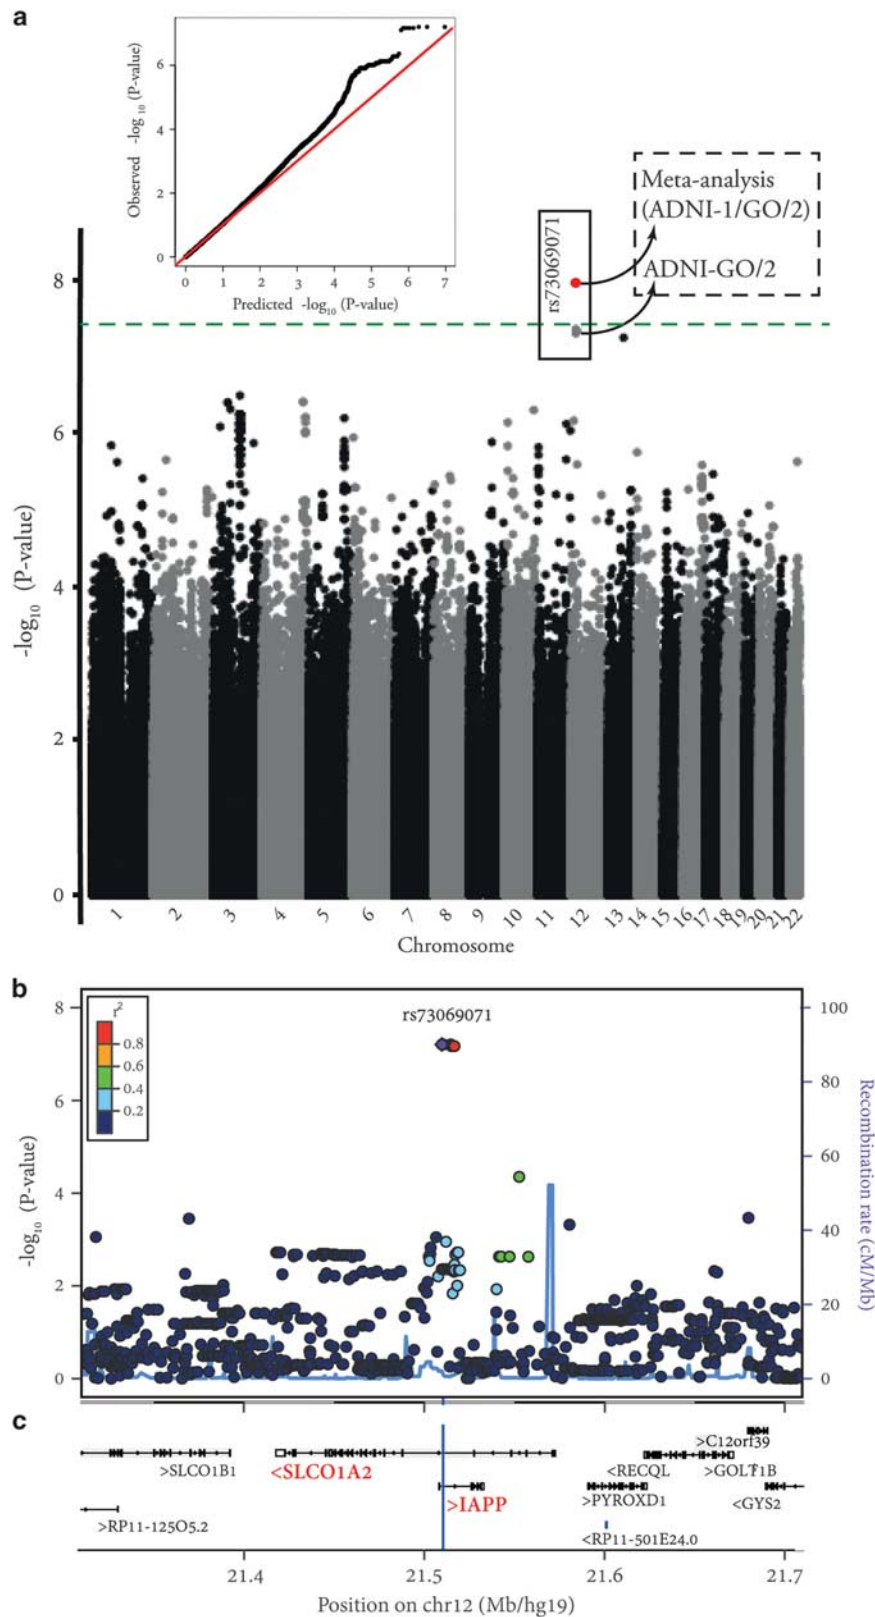 a
Observed -log10 (P-value)
6
4
2
0
0 1 2 3 4 5 6 7
Predicted -log10 (P-value)
rs73069071
Meta-analysis
(ADNI-1/GO/2)
ADNI-GO/2
-log10 (P-value)
8
6
4
2
0
1 2 3 4 5 6 7 8 9 10 11 12 13 14 15 16 17 18 19 20 21 22
Chromosome
b
r2
0.8
0.6
0.4
0.2
rs73069071
-log10 (P-value)
8
6
4
2
0
100
80
60
40
20
0
Recombination rate (cM/Mb)
c
>C12orf39
>SLCO1B1
<SLCO1A2
<RECQL
>GOLT1B
>IAPP
>PYROXD1
<GYS2
>RP11-125O5.2
<RP11-501E24.0
21.4 21.5 21.6 21.7
Position on chr12 (Mb/hg19)